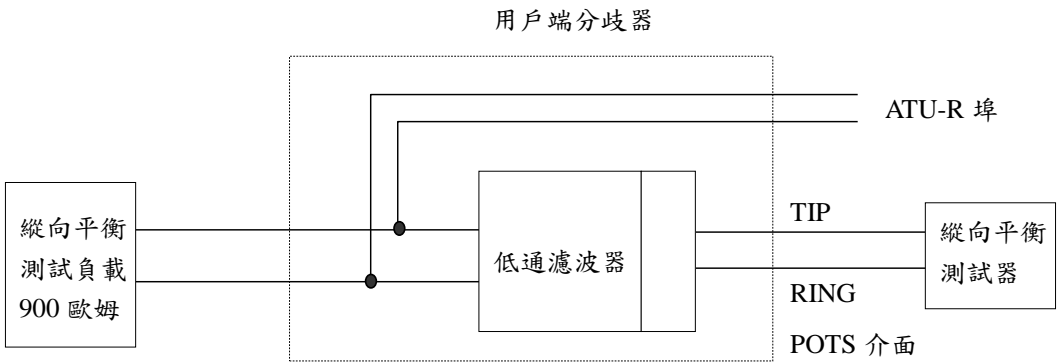 用戶端分歧器
ATU-R 埠
縱向平衡
測試負載
900 歐姆
低通濾波器
TIP
RING
POTS 介面
縱向平衡
測試器